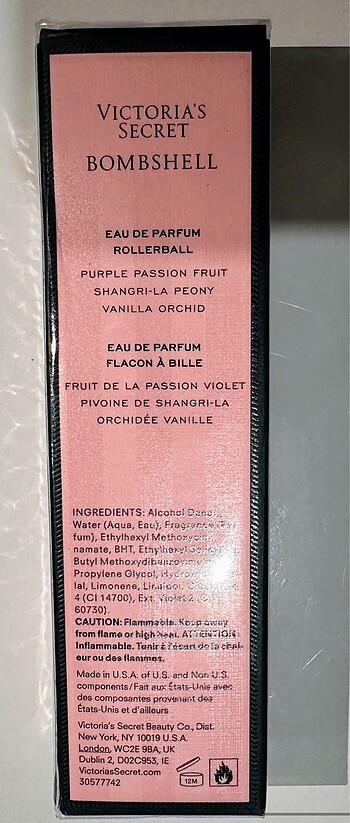 VICTORIA'S
SECRET
BOMBSHELL
EAU DE PARFUM
ROLLERBALL
PURPLE PASSION FRUIT
SHANGRI-LA PEONY
VANILLA ORCHID
EAU DE PARFUM
FLACON À BILLE
FRUIT DE LA PASSION VIOLET
PIVOINE DE SHANGRI-LA
ORCHIDÉE VANILLE
INGREDIENTS: Alcohol
Water (Aqua, Eau), Fragrance
fum), Ethylhexyl
namate, BHT, Ethylhexyl
Butyl
Propylene Glycol,
lal, Limonene, Linalool,
4 (CI 14700), Ext. Violet 2
60730).
CAUTION: Flammable. Keep away
from flame or high heat. ATTENTION:
Inflammable. Tenir à l'écart de la chal-
eur ou des flammes.
Made in U.S.A. of U.S. and Non U.S.
components/Fait aux États-Unis avec
des composantes provenant des
États-Unis et d'ailleurs
Victoria's Secret Beauty Co., Dist.
New York, NY 10019 U.S.A.
London, WC2E 9BA, UK
Dublin 2, D02C953, IE
VictoriasSecret.com
30577742
12M